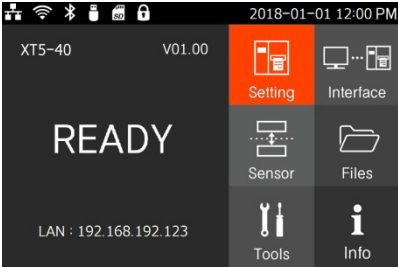 SD
2018-01-01 12:00 PM
XT5-40 V01.00
READY
LAN : 192.168.192.123
Setting
Interface
Sensor
Files
Tools
Info